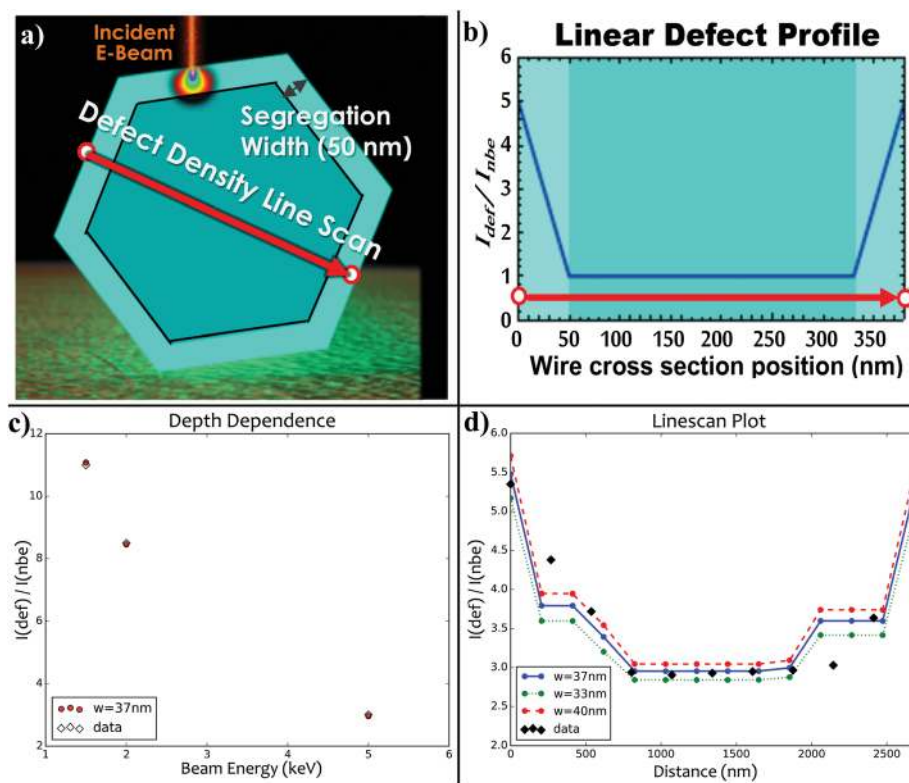 a)
Incident
E-Beam
Segregation
Width (50 nm)
Defect Density Line Scan
b)
Linear Defect Profile
I_def / I_nbe
6
5
4
3
2
1
0
0 50 100 150 200 250 300 350
Wire cross section position (nm)
c)
Depth Dependence
I(def) / I(nbe)
12
10
8
6
4
2
w=37nm
data
1 2 3 4 5 6
Beam Energy (keV)
d)
Linescan Plot
I(def) / I(nbe)
6.0
5.5
5.0
4.5
4.0
3.5
3.0
2.5
2.0
w=37nm
w=33nm
w=40nm
data
0 500 1000 1500 2000 2500
Distance (nm)